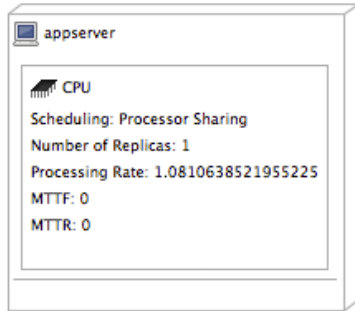 appserver
CPU
Scheduling: Processor Sharing
Number of Replicas: 1
Processing Rate: 1.0810638521955225
MTTF: 0
MTTR: 0